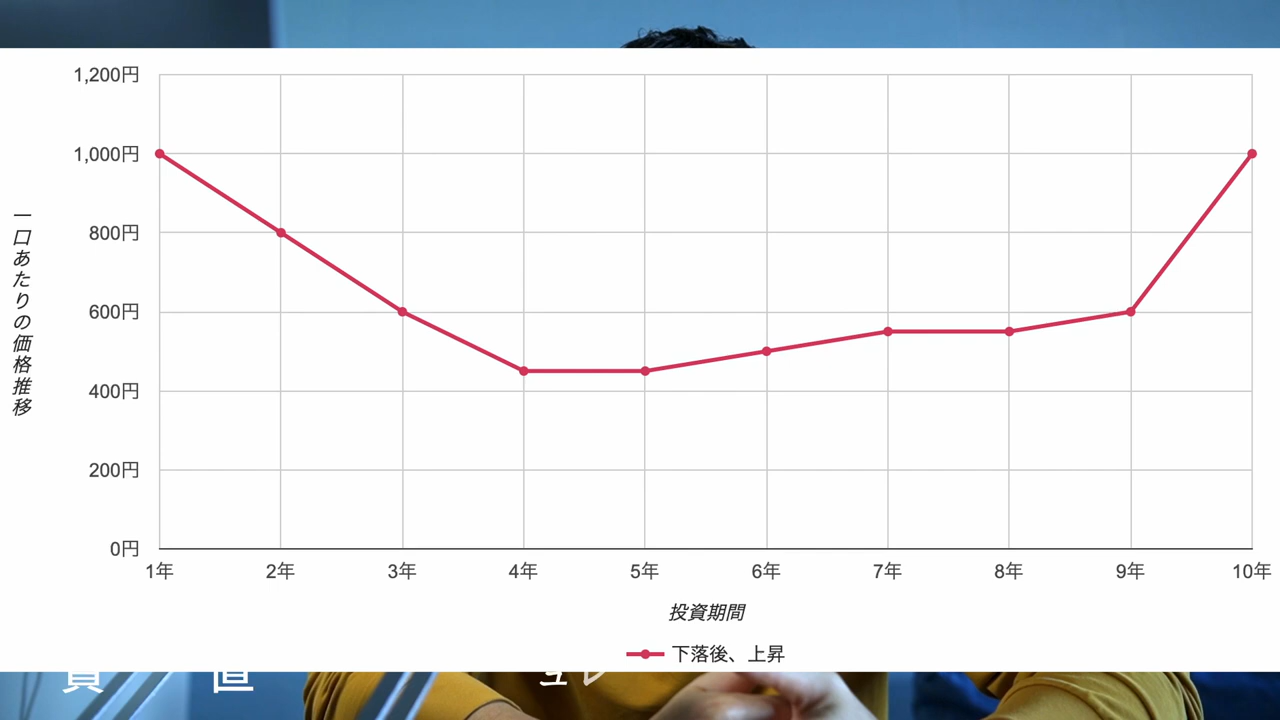 1,200円
1,000円
800円
600円
400円
200円
0円
一口あたりの価格推移
1年 2年 3年 4年 5年 6年 7年 8年 9年 10年
投資期間
下落後、上昇